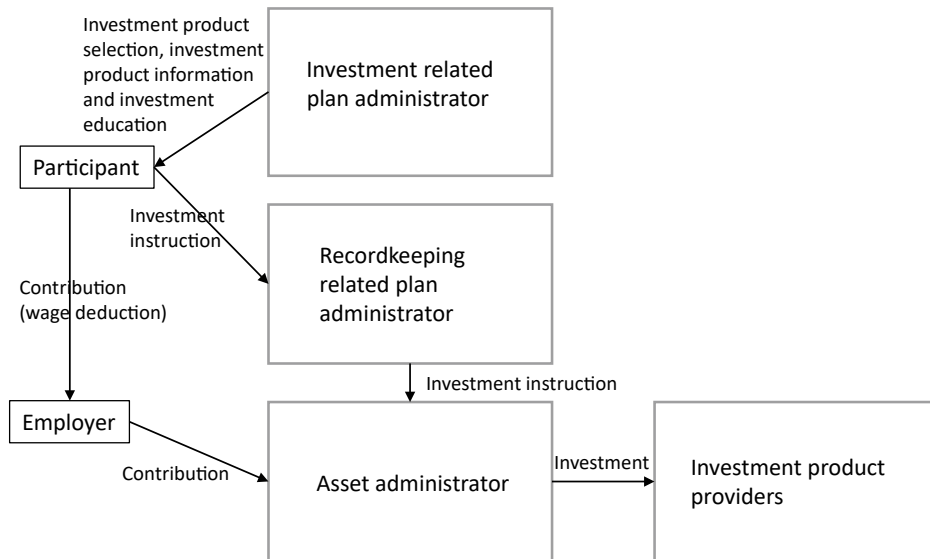 Investment product
selection, investment
product information
and investment
education
Investment related
plan administrator
Participant
Investment
instruction
Recordkeeping
related plan
administrator
Contribution
(wage deduction)
Investment instruction
Employer
Contribution
Asset administrator
Investment
Investment product
providers